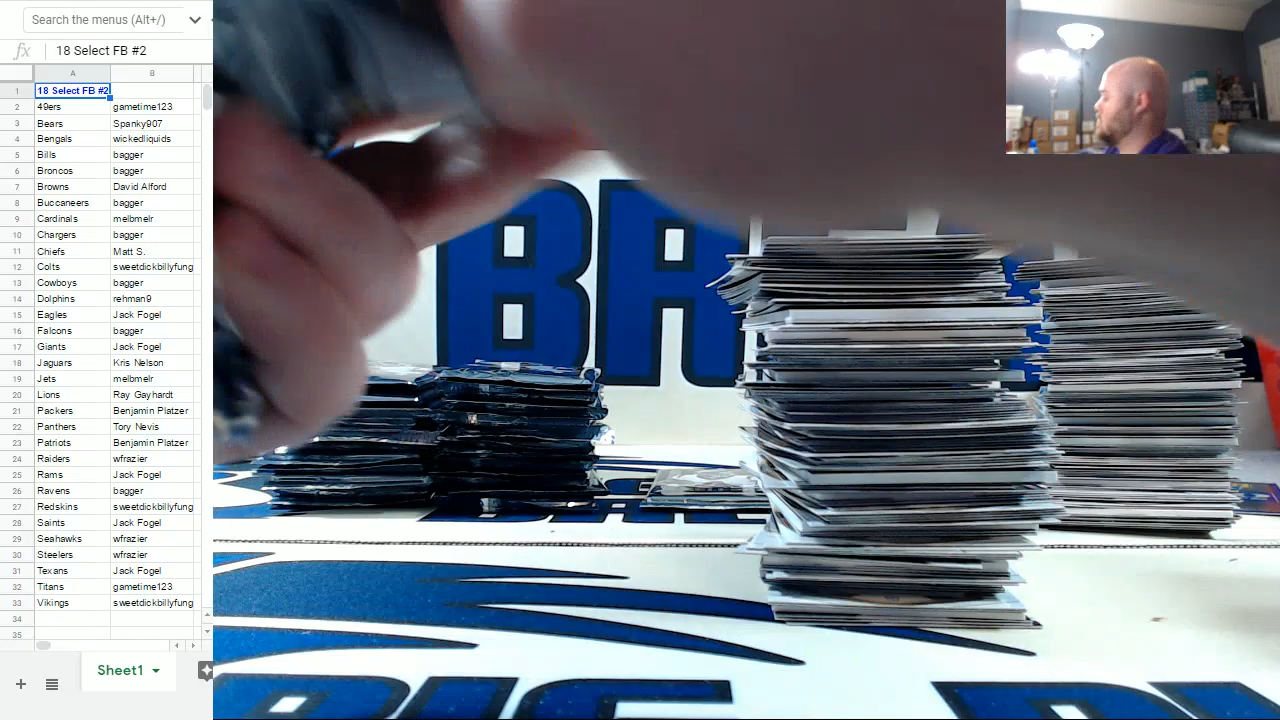 Search the menus (Alt+/)
fx 18 Select FB #2
A B
1 18 Select FB #2
2 49ers gametime123
3 Bears Spanky907
4 Bengals wickedliquids
5 Bills bagger
6 Broncos bagger
7 Browns David Alford
8 Buccaneers bagger
9 Cardinals melbmelr
10 Chargers bagger
11 Chiefs Matt S.
12 Colts sweetdickbillyfung
13 Cowboys bagger
14 Dolphins rehman9
15 Eagles Jack Fogel
16 Falcons bagger
17 Giants Jack Fogel
18 Jaguars Kris Nelson
19 Jets melbmelr
20 Lions Ray Gayhardt
21 Packers Benjamin Platzer
22 Panthers Tory Nevis
23 Patriots Benjamin Platzer
24 Raiders wfrazier
25 Rams Jack Fogel
26 Ravens bagger
27 Redskins sweetdickbillyfung
28 Saints Jack Fogel
29 Seahawks wfrazier
30 Steelers wfrazier
31 Texans Jack Fogel
32 Titans gametime123
33 Vikings sweetdickbillyfung
34
35
Sheet1